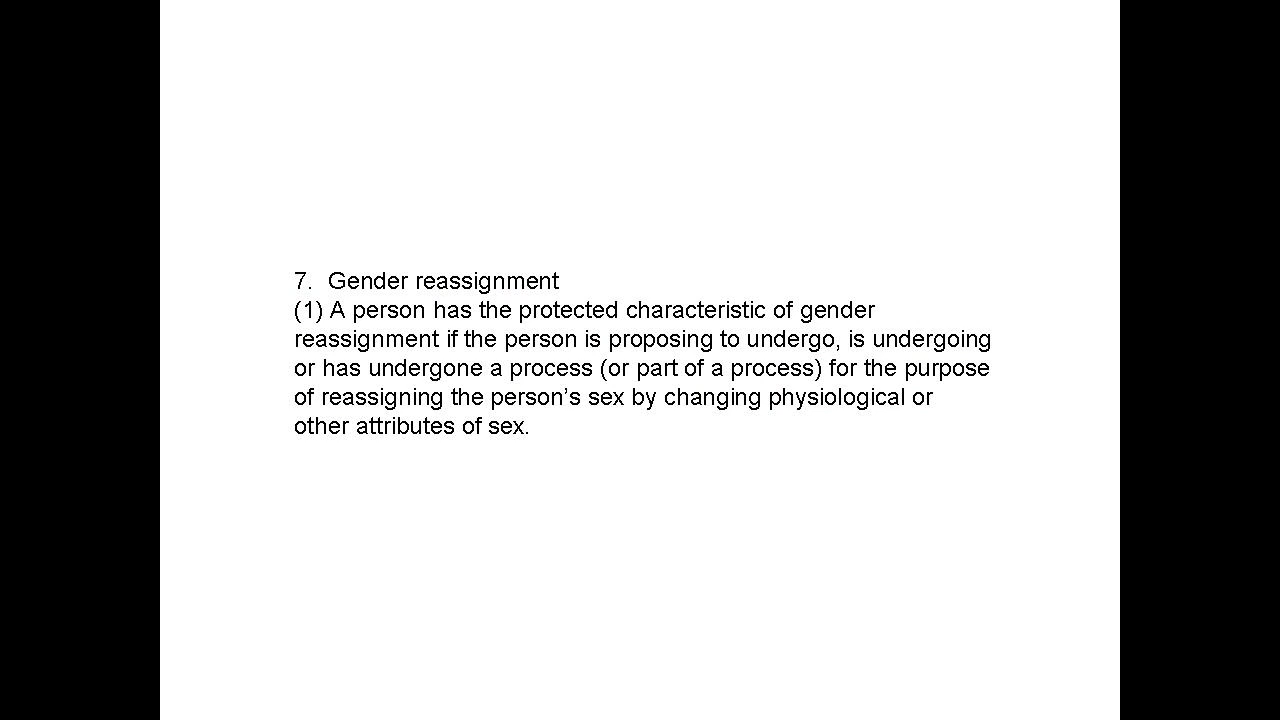 7.  Gender reassignment
(1) A person has the protected characteristic of gender
reassignment if the person is proposing to undergo, is undergoing
or has undergone a process (or part of a process) for the purpose
of reassigning the person’s sex by changing physiological or
other attributes of sex.